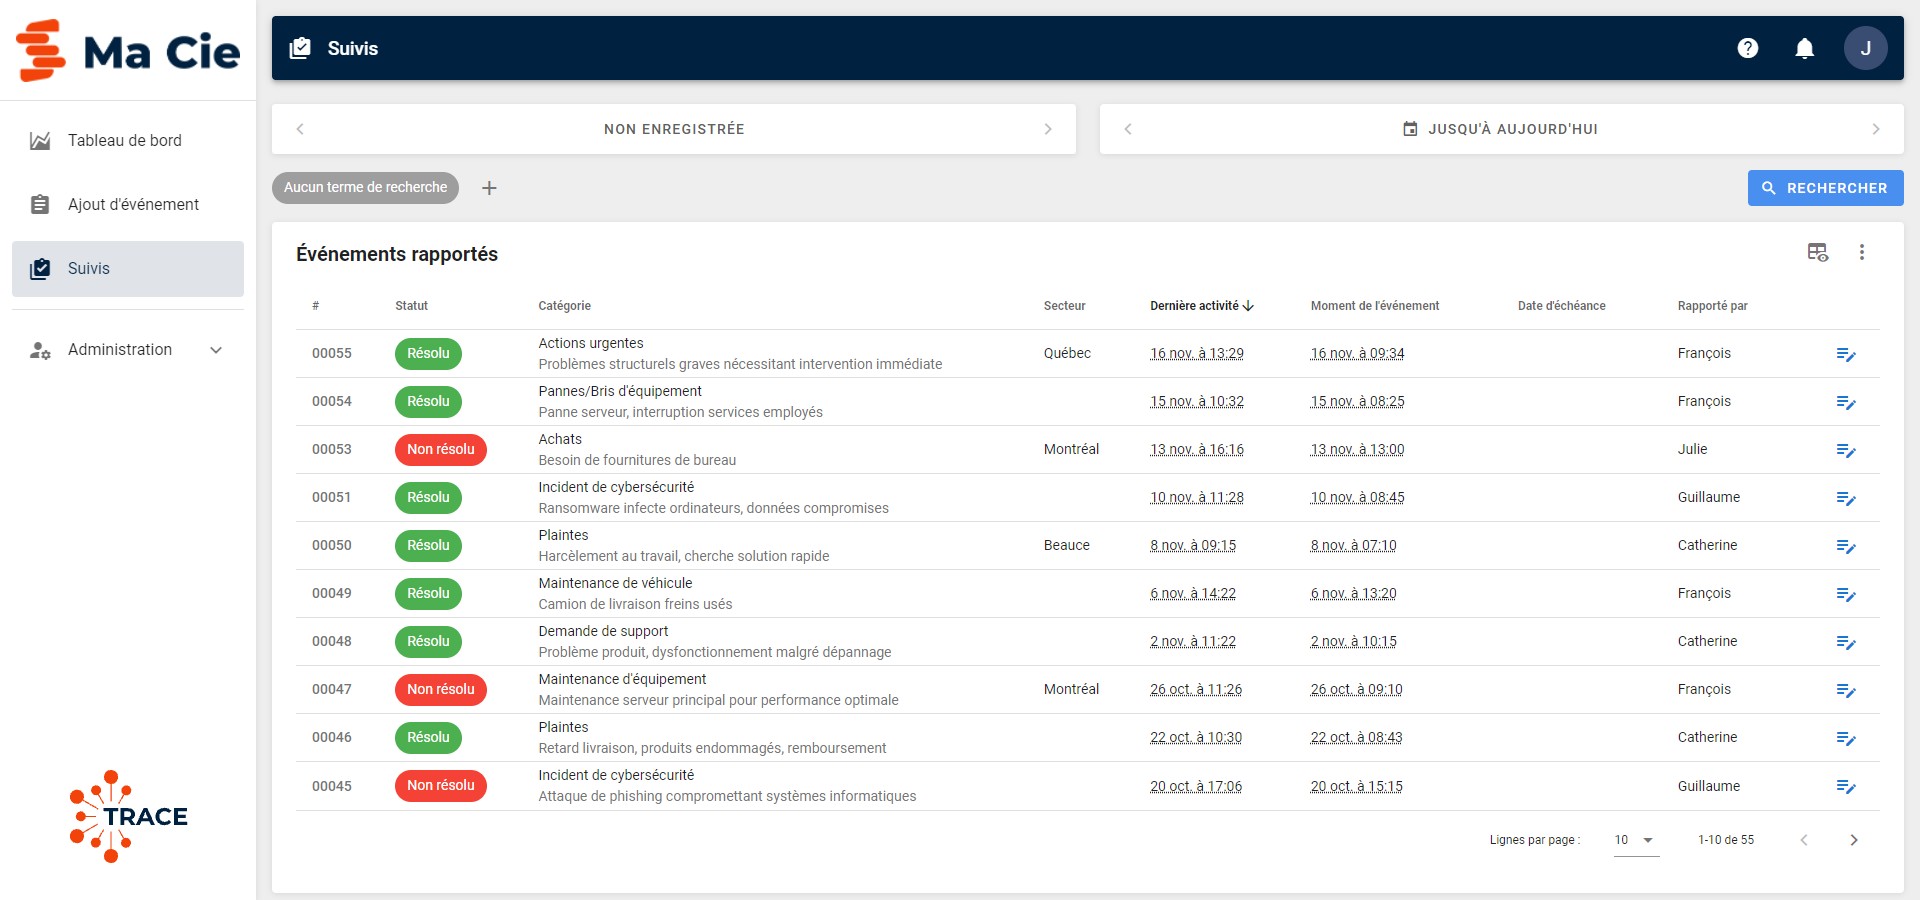 Ma Cie
Suivis
J
Tableau de bord
Ajout d'événement
Suivis
Administration
NON ENREGISTRÉE
JUSQU'À AUJOURD'HUI
Aucun terme de recherche
RECHERCHER
Événements rapportés
# Statut Catégorie Secteur Dernière activité Moment de l'événement Date d'échéance Rapporté par
00055 Résolu Actions urgentes Québec 16 nov. à 13:29 16 nov. à 09:34 François
Problèmes structurels graves nécessitant intervention immédiate
00054 Résolu Pannes/Bris d'équipement 15 nov. à 10:32 15 nov. à 08:25 François
Panne serveur, interruption services employés
00053 Non résolu Achats Montréal 13 nov. à 16:16 13 nov. à 13:00 Julie
Besoin de fournitures de bureau
00051 Résolu Incident de cybersécurité 10 nov. à 11:28 10 nov. à 08:45 Guillaume
Ransomware infecte ordinateurs, données compromises
00050 Résolu Plaintes Beauce 8 nov. à 09:15 8 nov. à 07:10 Catherine
Harcèlement au travail, cherche solution rapide
00049 Résolu Maintenance de véhicule 6 nov. à 14:22 6 nov. à 13:20 François
Camion de livraison freins usés
00048 Résolu Demande de support 2 nov. à 11:22 2 nov. à 10:15 Catherine
Problème produit, dysfonctionnement malgré dépannage
00047 Non résolu Maintenance d'équipement Montréal 26 oct. à 11:26 26 oct. à 09:10 François
Maintenance serveur principal pour performance optimale
00046 Résolu Plaintes 22 oct. à 10:30 22 oct. à 08:43 Catherine
Retard livraison, produits endommagés, remboursement
00045 Non résolu Incident de cybersécurité 20 oct. à 17:06 20 oct. à 15:15 Guillaume
Attaque de phishing compromettant systèmes informatiques
Lignes par page : 10 1-10 de 55
TRACE